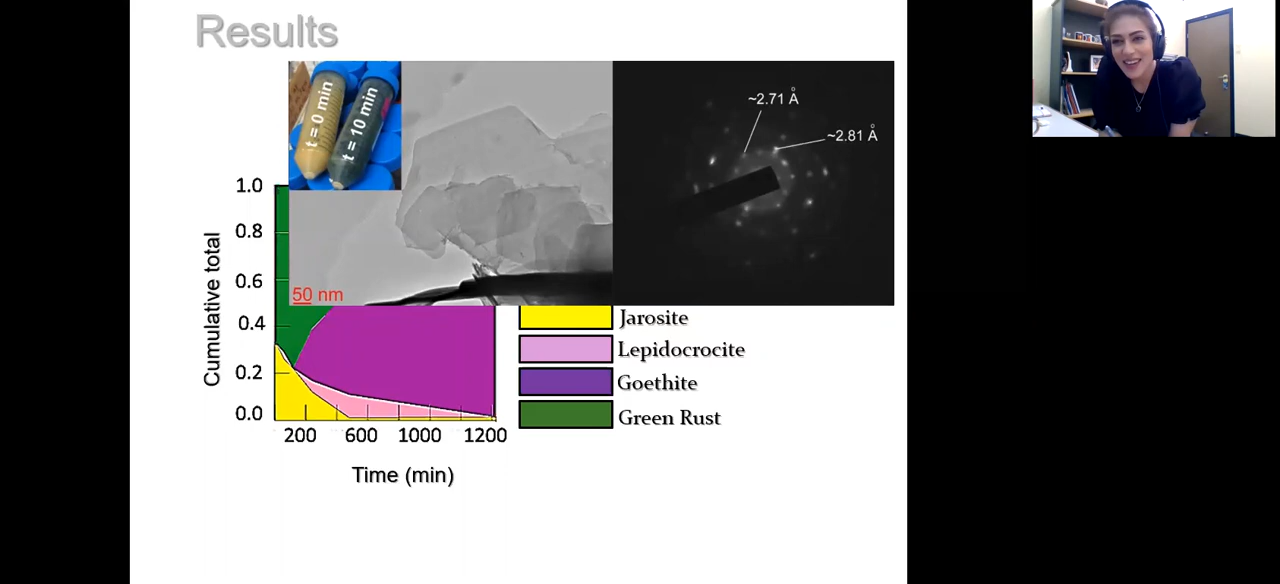 Results
t = 0 min
t = 10 min
~2.71 Å
~2.81 Å
50 nm
1.0
0.8
0.6
0.4
0.2
0.0
Cumulative total
200 600 1000 1200
Time (min)
Jarosite
Lepidocrocite
Goethite
Green Rust